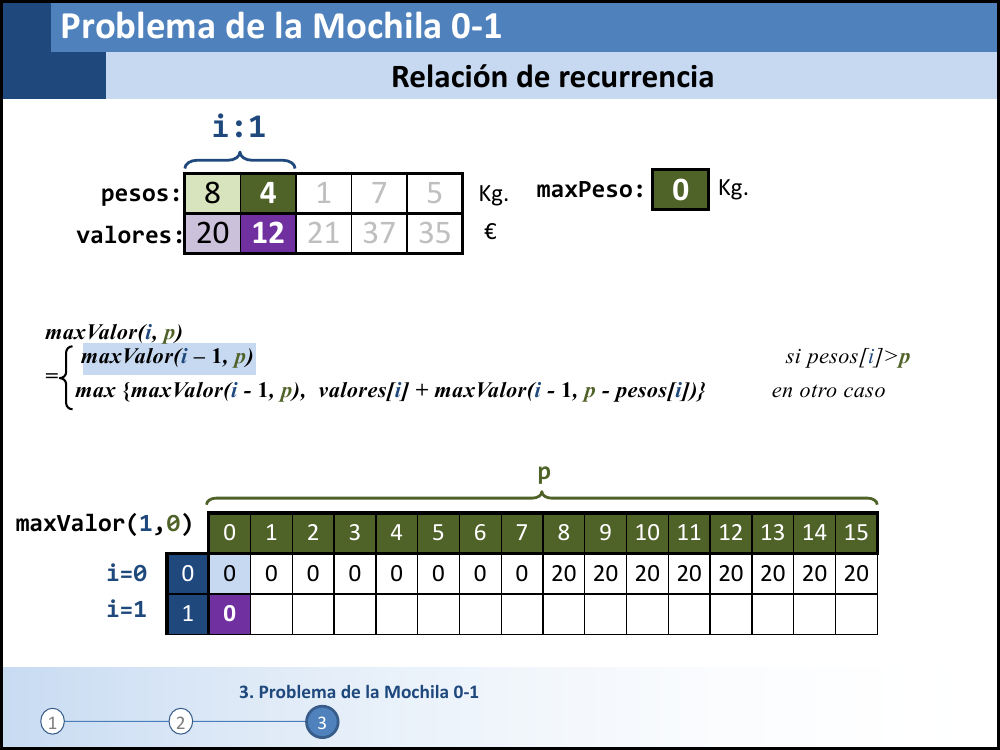 Problema de la Mochila 0-1
Relación de recurrencia
i:1
pesos: 8 4 1 7 5 Kg. maxPeso: 0 Kg.
valores: 20 12 21 37 35 €
maxValor(i, p)
maxValor(i – 1, p) si pesos[i]>p
=
max {maxValor(i - 1, p), valores[i] + maxValor(i - 1, p - pesos[i])} en otro caso
p
maxValor(1,0) 0 1 2 3 4 5 6 7 8 9 10 11 12 13 14 15
i=0 0 0 0 0 0 0 0 0 0 20 20 20 20 20 20 20 20
i=1 1 0
3. Problema de la Mochila 0-1
1 2 3